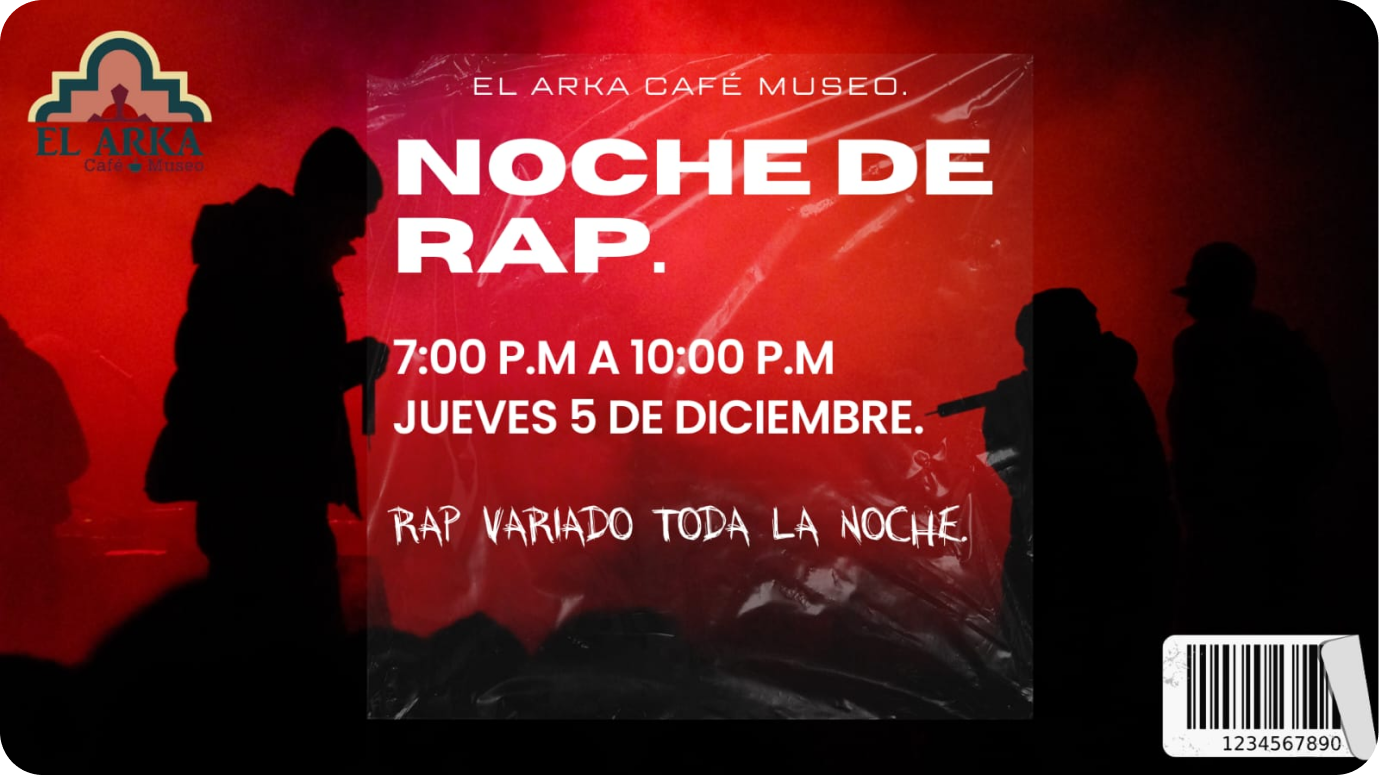 EL ARKA
Café Museo
EL ARKA CAFÉ MUSEO.
NOCHE DE
RAP.
7:00 P.M A 10:00 P.M
JUEVES 5 DE DICIEMBRE.
RAP VARIADO TODA LA NOCHE.
1234567890